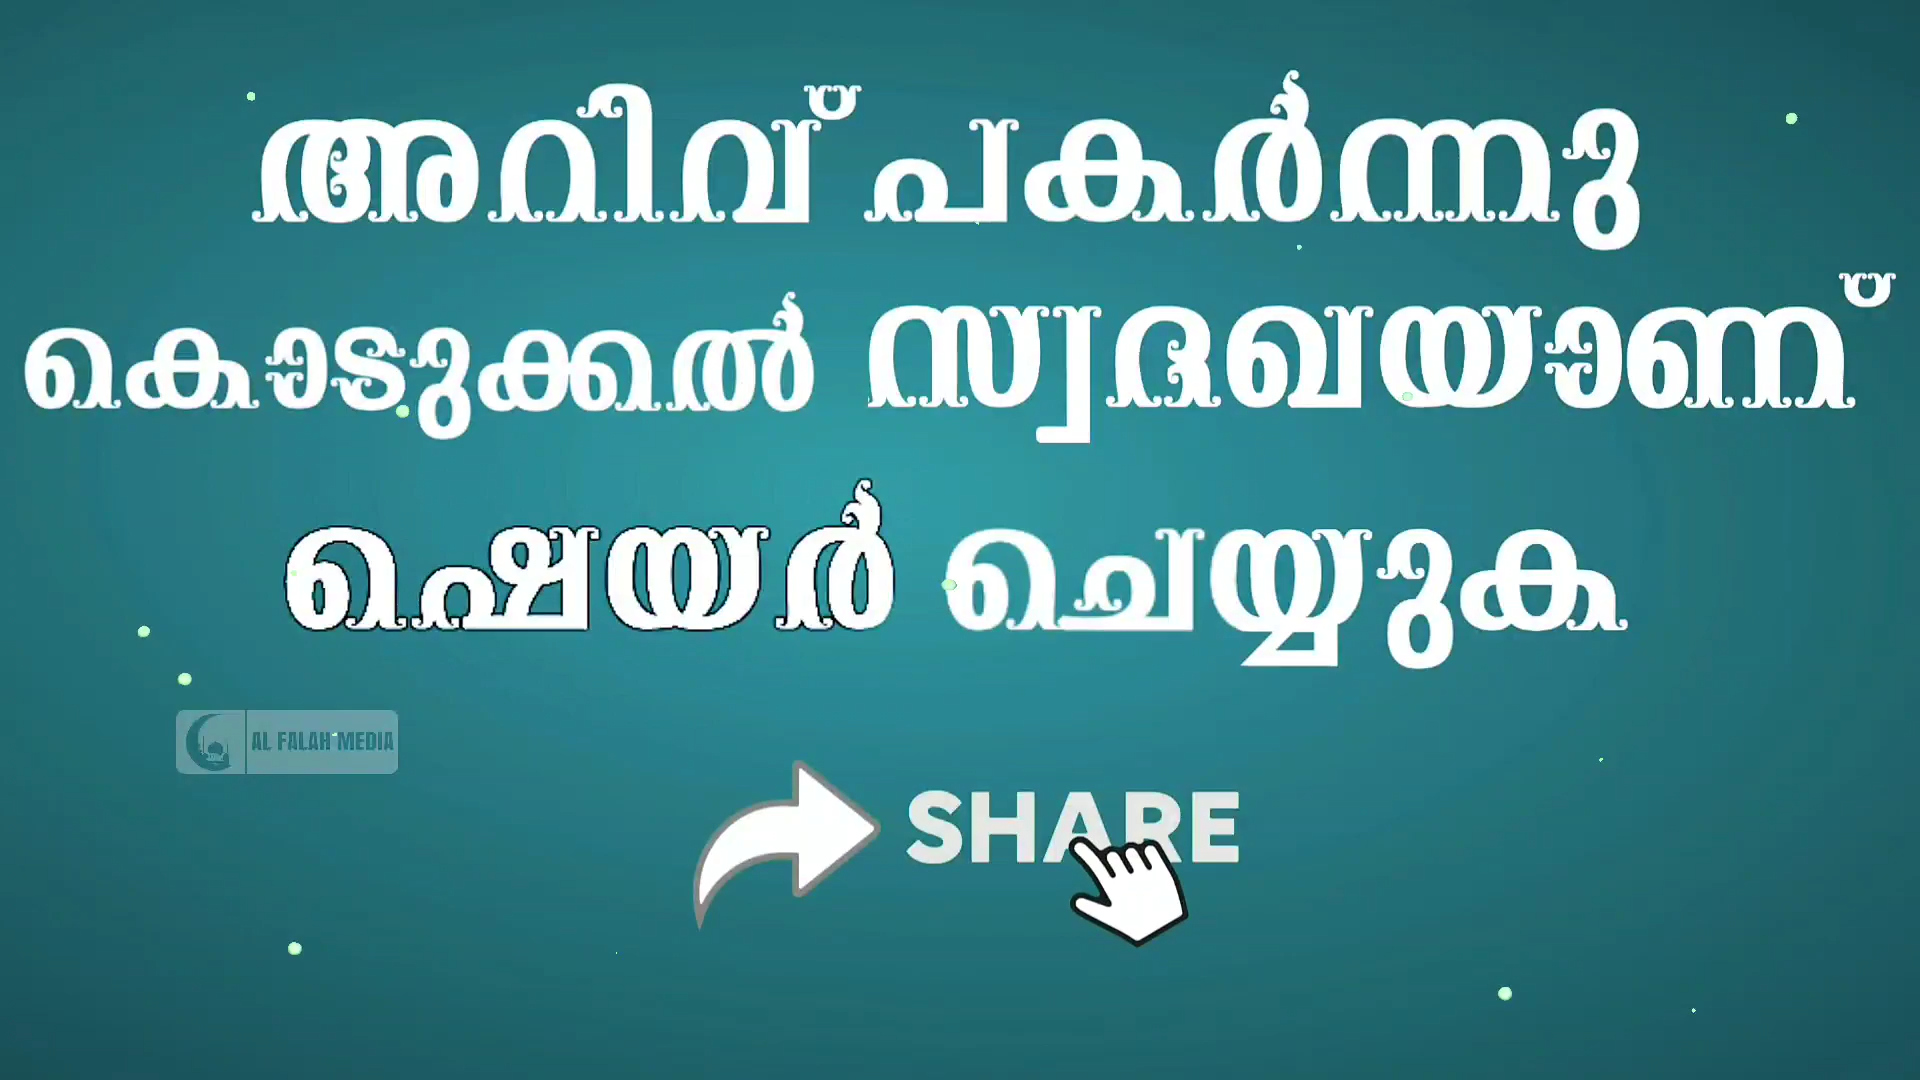 അറിവ് പകർന്നു
കൊടുക്കൽ സ്വദഖയാണ്
ഷെയർ ചെയ്യുക
AL FALAH MEDIA
SHARE